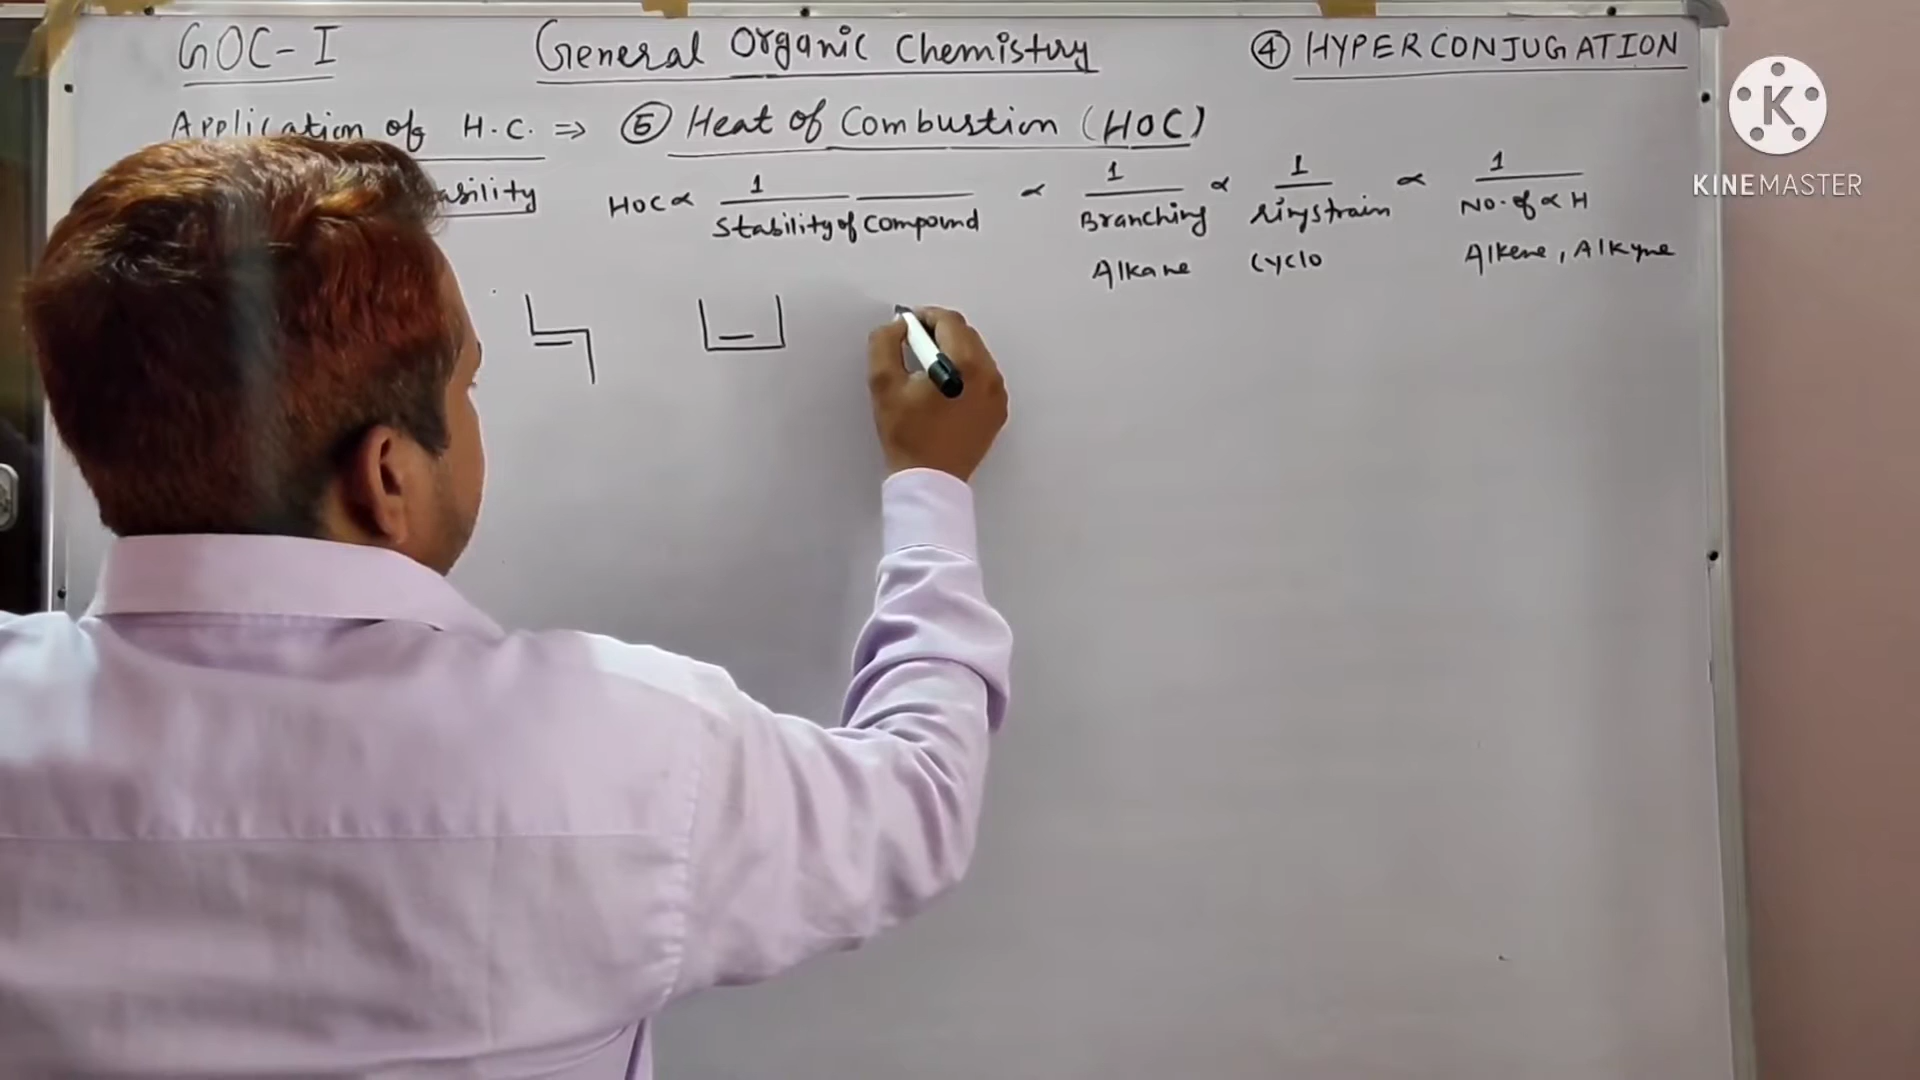 GOC-I General Organic Chemistry ④ HYPERCONJUGATION
Application of H.C. ⇒ ⑤ Heat of Combustion (HOC)
HOC ∝ 1/Stability of Compound ∝ 1/Branching ∝ 1/ringstrain ∝ 1/No. of ∝ H
Alkane Cyclo Alkene, Alkyne
K
KINEMASTER